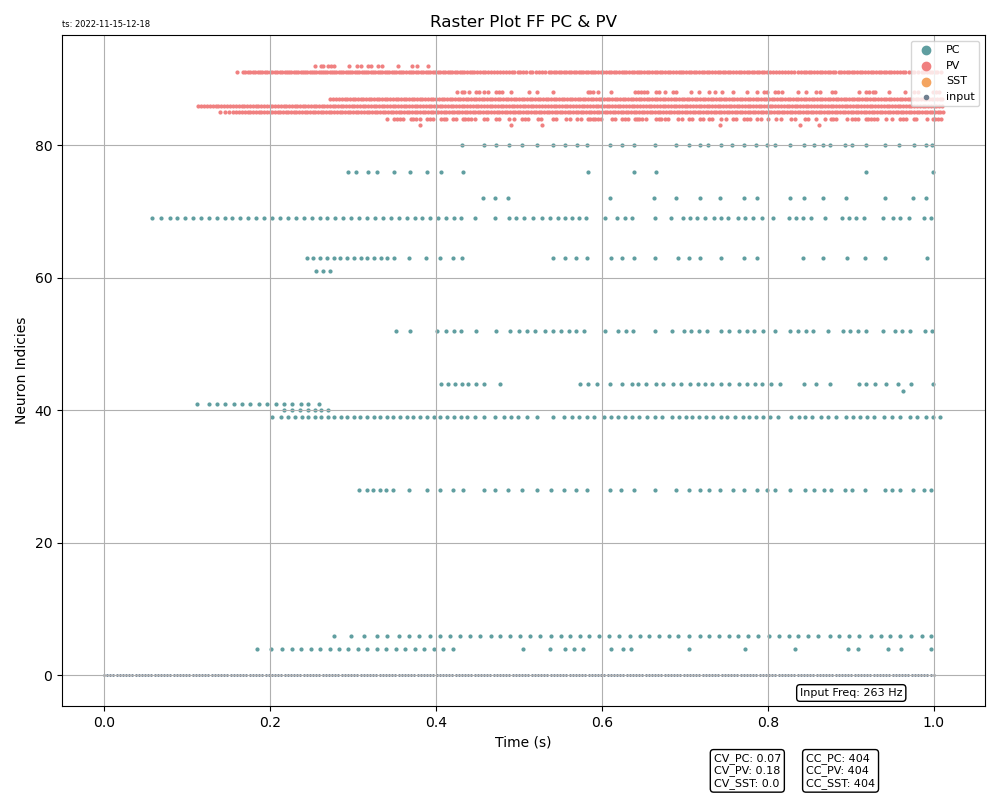 ts: 2022-11-15-12-18
Raster Plot FF PC & PV
PC
PV
SST
input
80
60
40
20
0
Neuron Indicies
Input Freq: 263 Hz
0.0 0.2 0.4 0.6 0.8 1.0
Time (s)
CV_PC: 0.07
CV_PV: 0.18
CV_SST: 0.0
CC_PC: 404
CC_PV: 404
CC_SST: 404